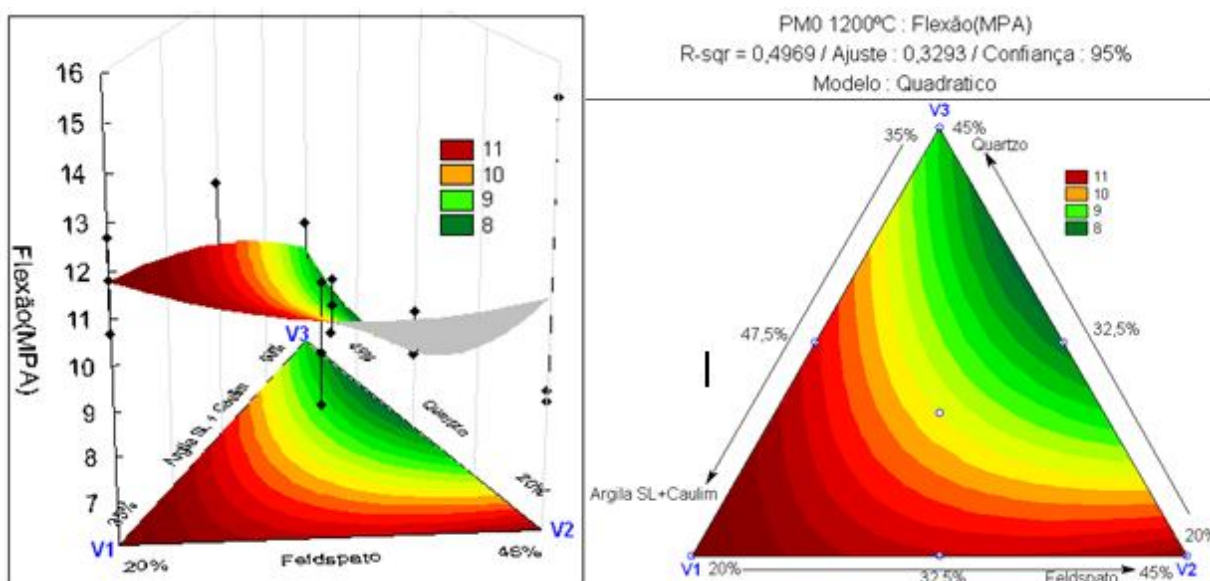 16
15
14
13
12
11
10
9
8
7
Flexão(MPA)
11
10
9
8
V3
45%
Argila SL + Caulim
Quartzo
35%
20%
V1
V2
20%
Feldspato
PM0 1200ºC : Flexão(MPA)
R-sqr = 0,4969 / Ajuste : 0,3293 / Confiança : 95%
Modelo : Quadratico
V3
35%
45%
Quartzo
11
10
9
8
47,5%
32,5%
Argila SL+Caulim
20%
V1
20%
32,5%
Feldspato
45%
V2